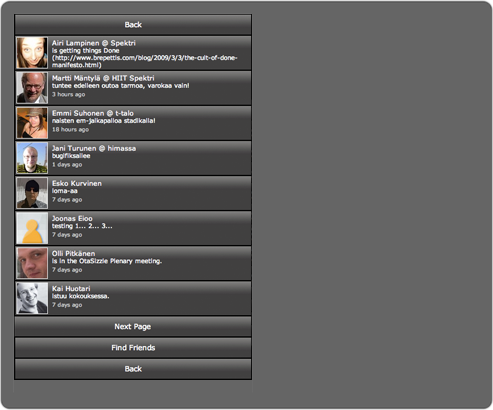 Back
Airi Lampinen @ Spektri
is getting things Done
(http://www.brepettis.com/blog/2009/3/3/the-cult-of-done-
manifesto.html)
Martti Mäntylä @ HIIT Spektri
tuntee edelleen outoa tarmoa, varokaa vain!
3 hours ago
Emmi Suhonen @ t-talo
naisten em-jalkapalloa stadikalla!
18 hours ago
Jani Turunen @ himassa
bugifiksailee
1 days ago
Esko Kurvinen
loma-aa
7 days ago
Joonas Eloo
testing 1... 2... 3...
7 days ago
Olli Pitkänen
is in the OtaSizzle Plenary meeting.
7 days ago
Kai Huotari
istuu kokouksessa.
7 days ago
Next Page
Find Friends
Back